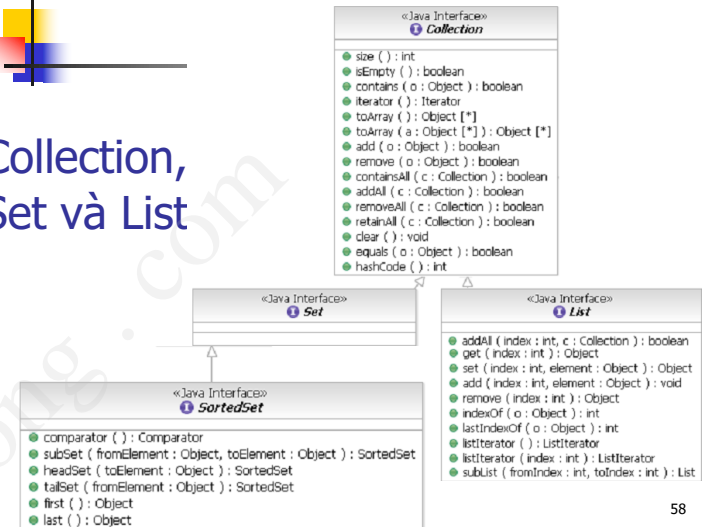 Collection,
Set và List
«Java Interface»
Collection
size ( ) : int
isEmpty ( ) : boolean
contains ( o : Object ) : boolean
iterator ( ) : Iterator
toArray ( ) : Object [*]
toArray ( a : Object [*] ) : Object [*]
add ( o : Object ) : boolean
remove ( o : Object ) : boolean
containsAll ( c : Collection ) : boolean
addAll ( c : Collection ) : boolean
removeAll ( c : Collection ) : boolean
retainAll ( c : Collection ) : boolean
clear ( ) : void
equals ( o : Object ) : boolean
hashCode ( ) : int
«Java Interface»
Set
«Java Interface»
List
addAll ( index : int, c : Collection ) : boolean
get ( index : int ) : Object
set ( index : int, element : Object ) : Object
add ( index : int, element : Object ) : void
remove ( index : int ) : Object
indexOf ( o : Object ) : int
lastIndexOf ( o : Object ) : int
listIterator ( ) : ListIterator
listIterator ( index : int ) : ListIterator
subList ( fromIndex : int, toIndex : int ) : List
«Java Interface»
SortedSet
comparator ( ) : Comparator
subSet ( fromElement : Object, toElement : Object ) : SortedSet
headSet ( toElement : Object ) : SortedSet
tailSet ( fromElement : Object ) : SortedSet
first ( ) : Object
last ( ) : Object
58
ong . com